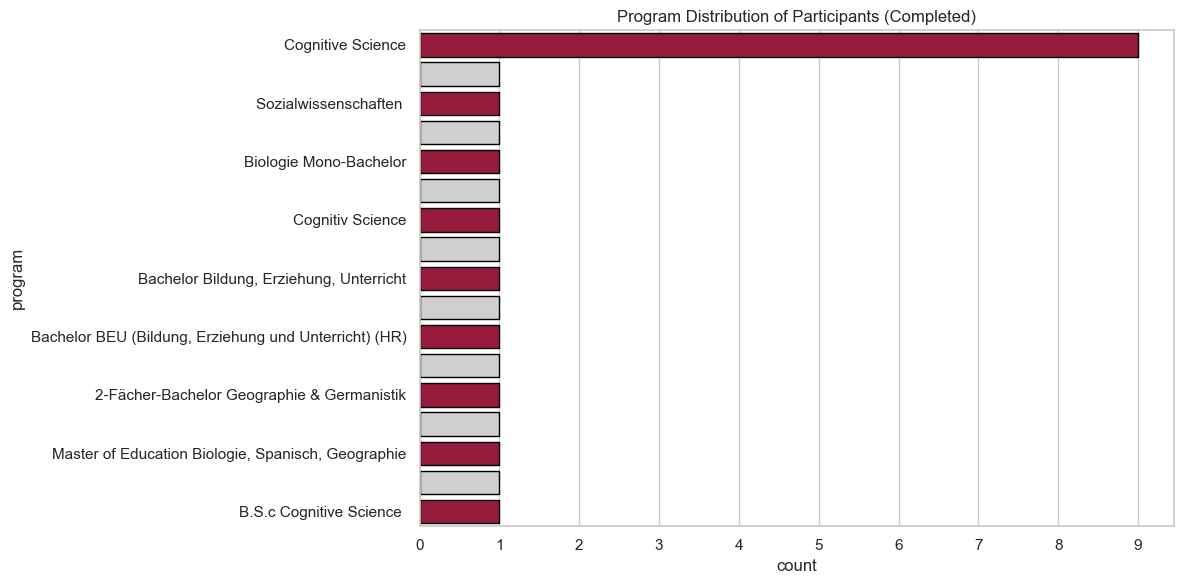 Program Distribution of Participants (Completed)
Cognitive Science
Sozialwissenschaften
Biologie Mono-Bachelor
Cognitiv Science
Bachelor Bildung, Erziehung, Unterricht
Bachelor BEU (Bildung, Erziehung und Unterricht) (HR)
2-Fächer-Bachelor Geographie & Germanistik
Master of Education Biologie, Spanisch, Geographie
B.S.c Cognitive Science
program
0 1 2 3 4 5 6 7 8 9
count